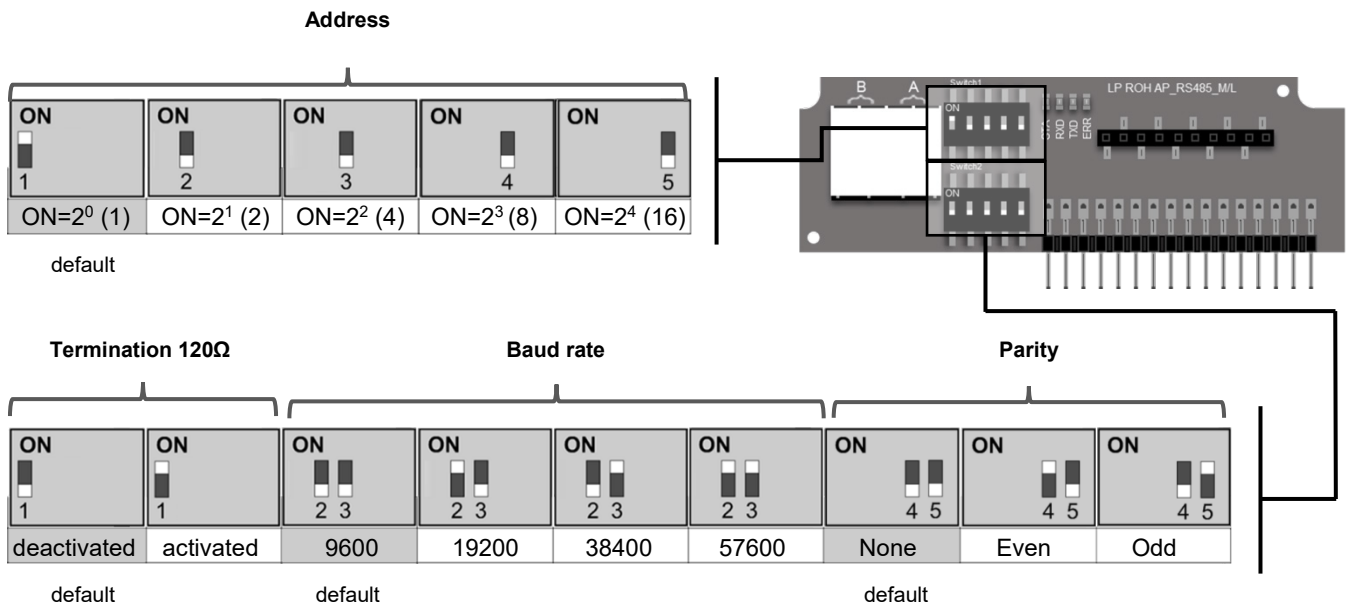 Address
ON ON ON ON ON
1 2 3 4 5
ON=2⁰ (1) ON=2¹ (2) ON=2² (4) ON=2³ (8) ON=2⁴ (16)
default
B A
Switch1
ON
RXD
TXD
ERR
LP ROH AP_RS485_M/L
Switch2
ON
Termination 120Ω Baud rate Parity
ON ON ON ON ON ON ON ON ON
1 1 2 3 2 3 2 3 2 3 4 5 4 5 4 5
deactivated activated 9600 19200 38400 57600 None Even Odd
default default default